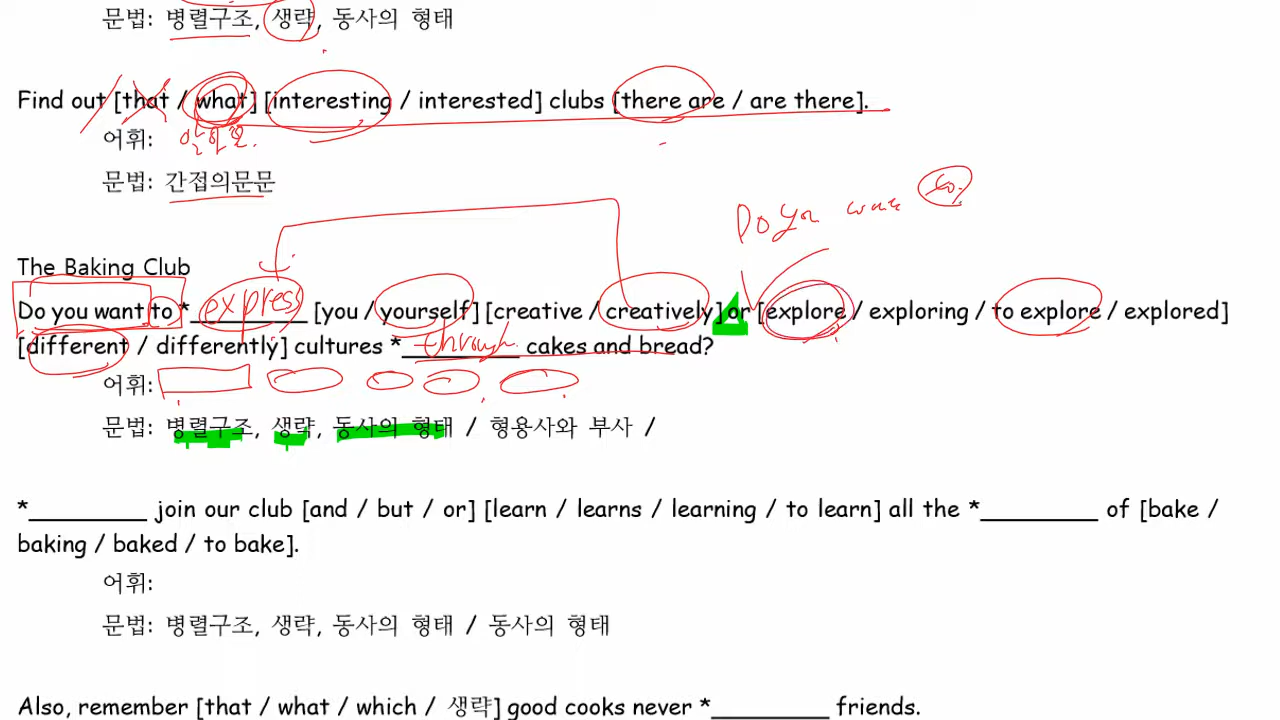 문법: 병렬구조, 생략, 동사의 형태
Find out [that / what] [interesting / interested] clubs [there are / are there].
어휘:
문법: 간접의문문
Do you want to
The Baking Club
Do you want to *express [you / yourself] [creative / creatively] or [explore / exploring / to explore / explored]
[different / differently] cultures *through cakes and bread?
어휘:
문법: 병렬구조, 생략, 동사의 형태 / 형용사와 부사 /
*_________ join our club [and / but / or] [learn / learns / learning / to learn] all the *_________ of [bake /
baking / baked / to bake].
어휘:
문법: 병렬구조, 생략, 동사의 형태 / 동사의 형태
Also, remember [that / what / which / 생략] good cooks never *_________ friends.